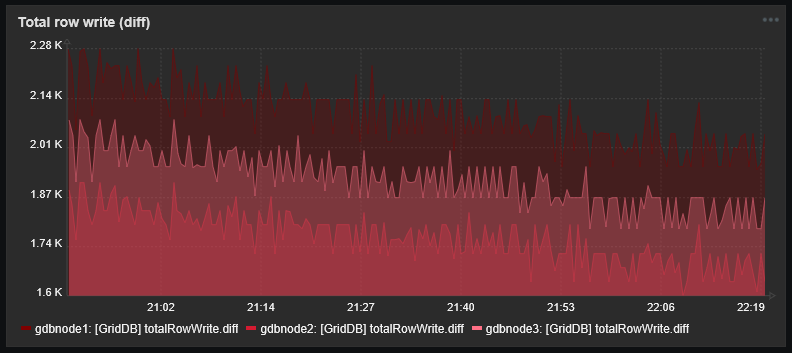 Total row write (diff)
2.28 K
2.14 K
2.01 K
1.87 K
1.74 K
1.6 K
21:02 21:14 21:27 21:40 21:53 22:06 22:19
gdbnode1: [GridDB] totalRowWrite.diff gdbnode2: [GridDB] totalRowWrite.diff gdbnode3: [GridDB] totalRowWrite.diff